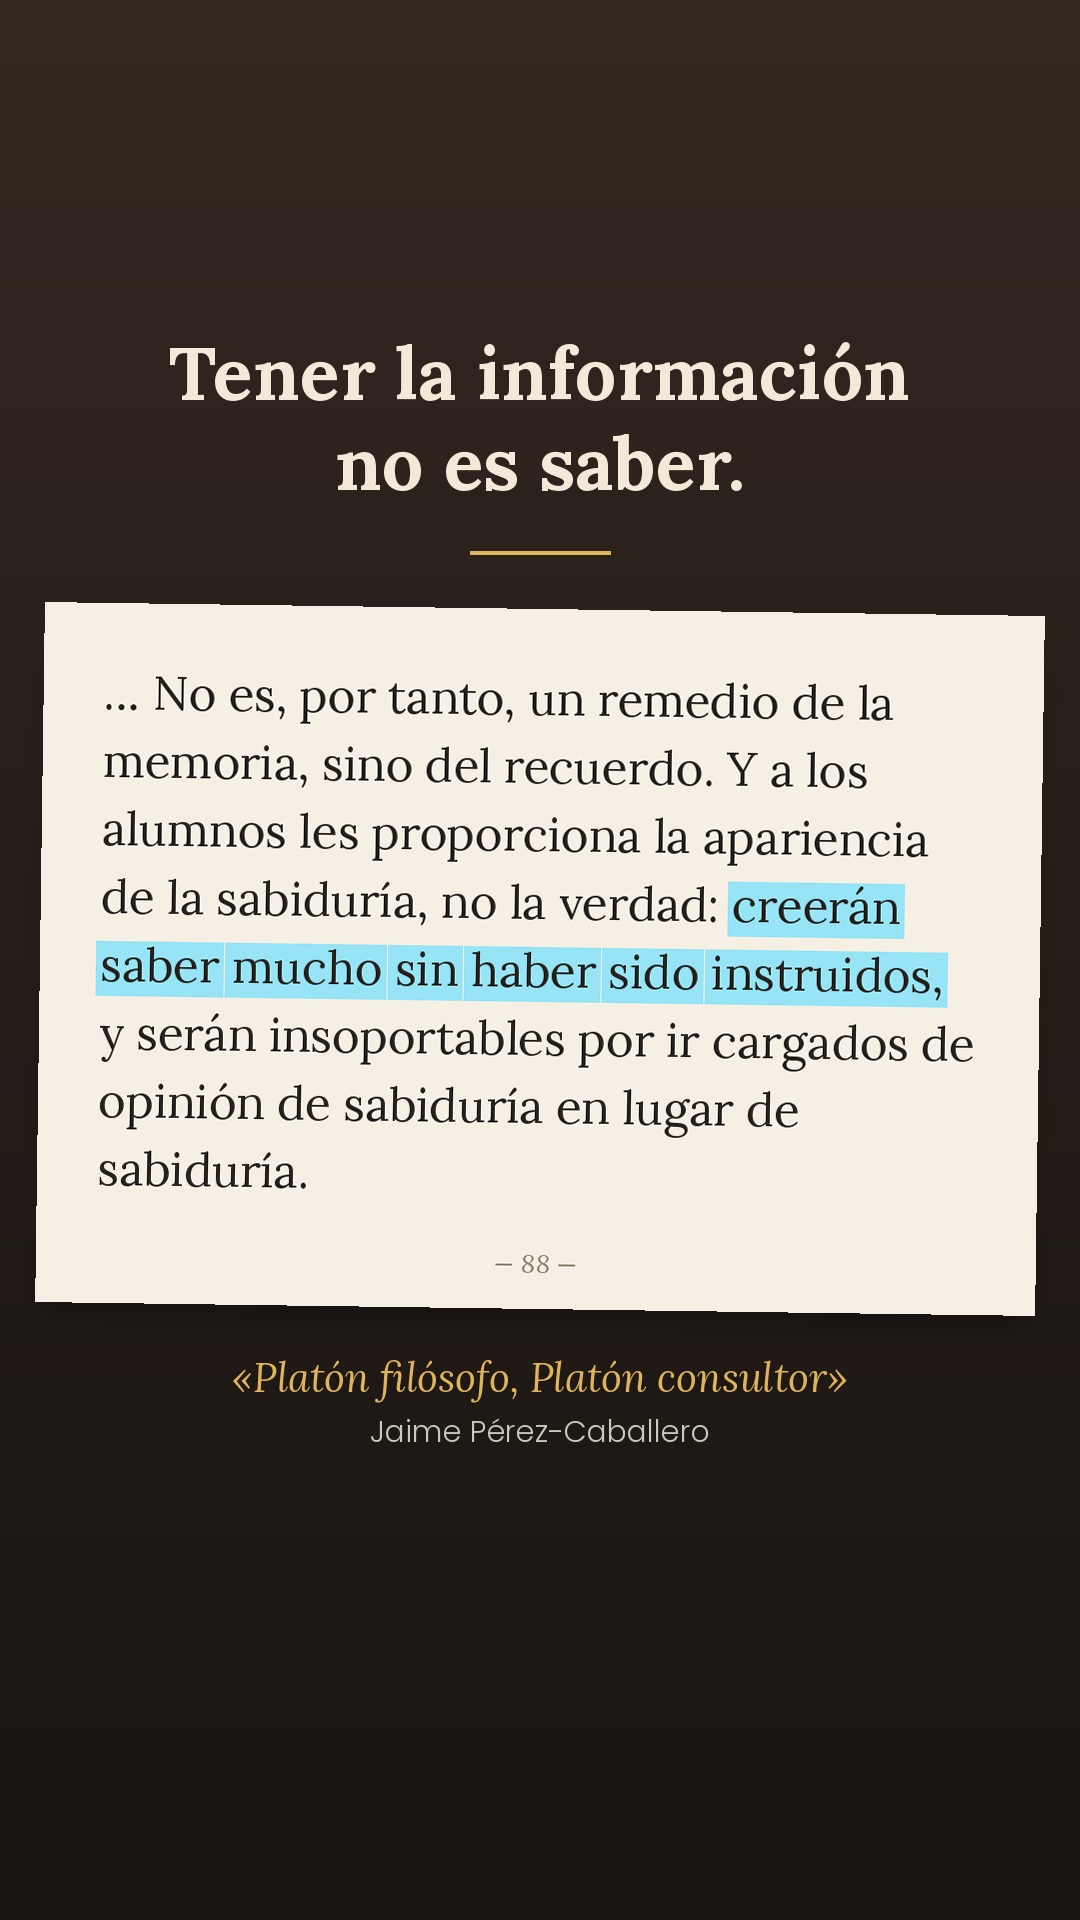 Tener la información
no es saber.
... No es, por tanto, un remedio de la
memoria, sino del recuerdo. Y a los
alumnos les proporciona la apariencia
de la sabiduría, no la verdad: creerán
saber mucho sin haber sido instruidos,
y serán insoportables por ir cargados de
opinión de sabiduría en lugar de
sabiduría.
— 88 —
«Platón filósofo, Platón consultor»
Jaime Pérez-Caballero